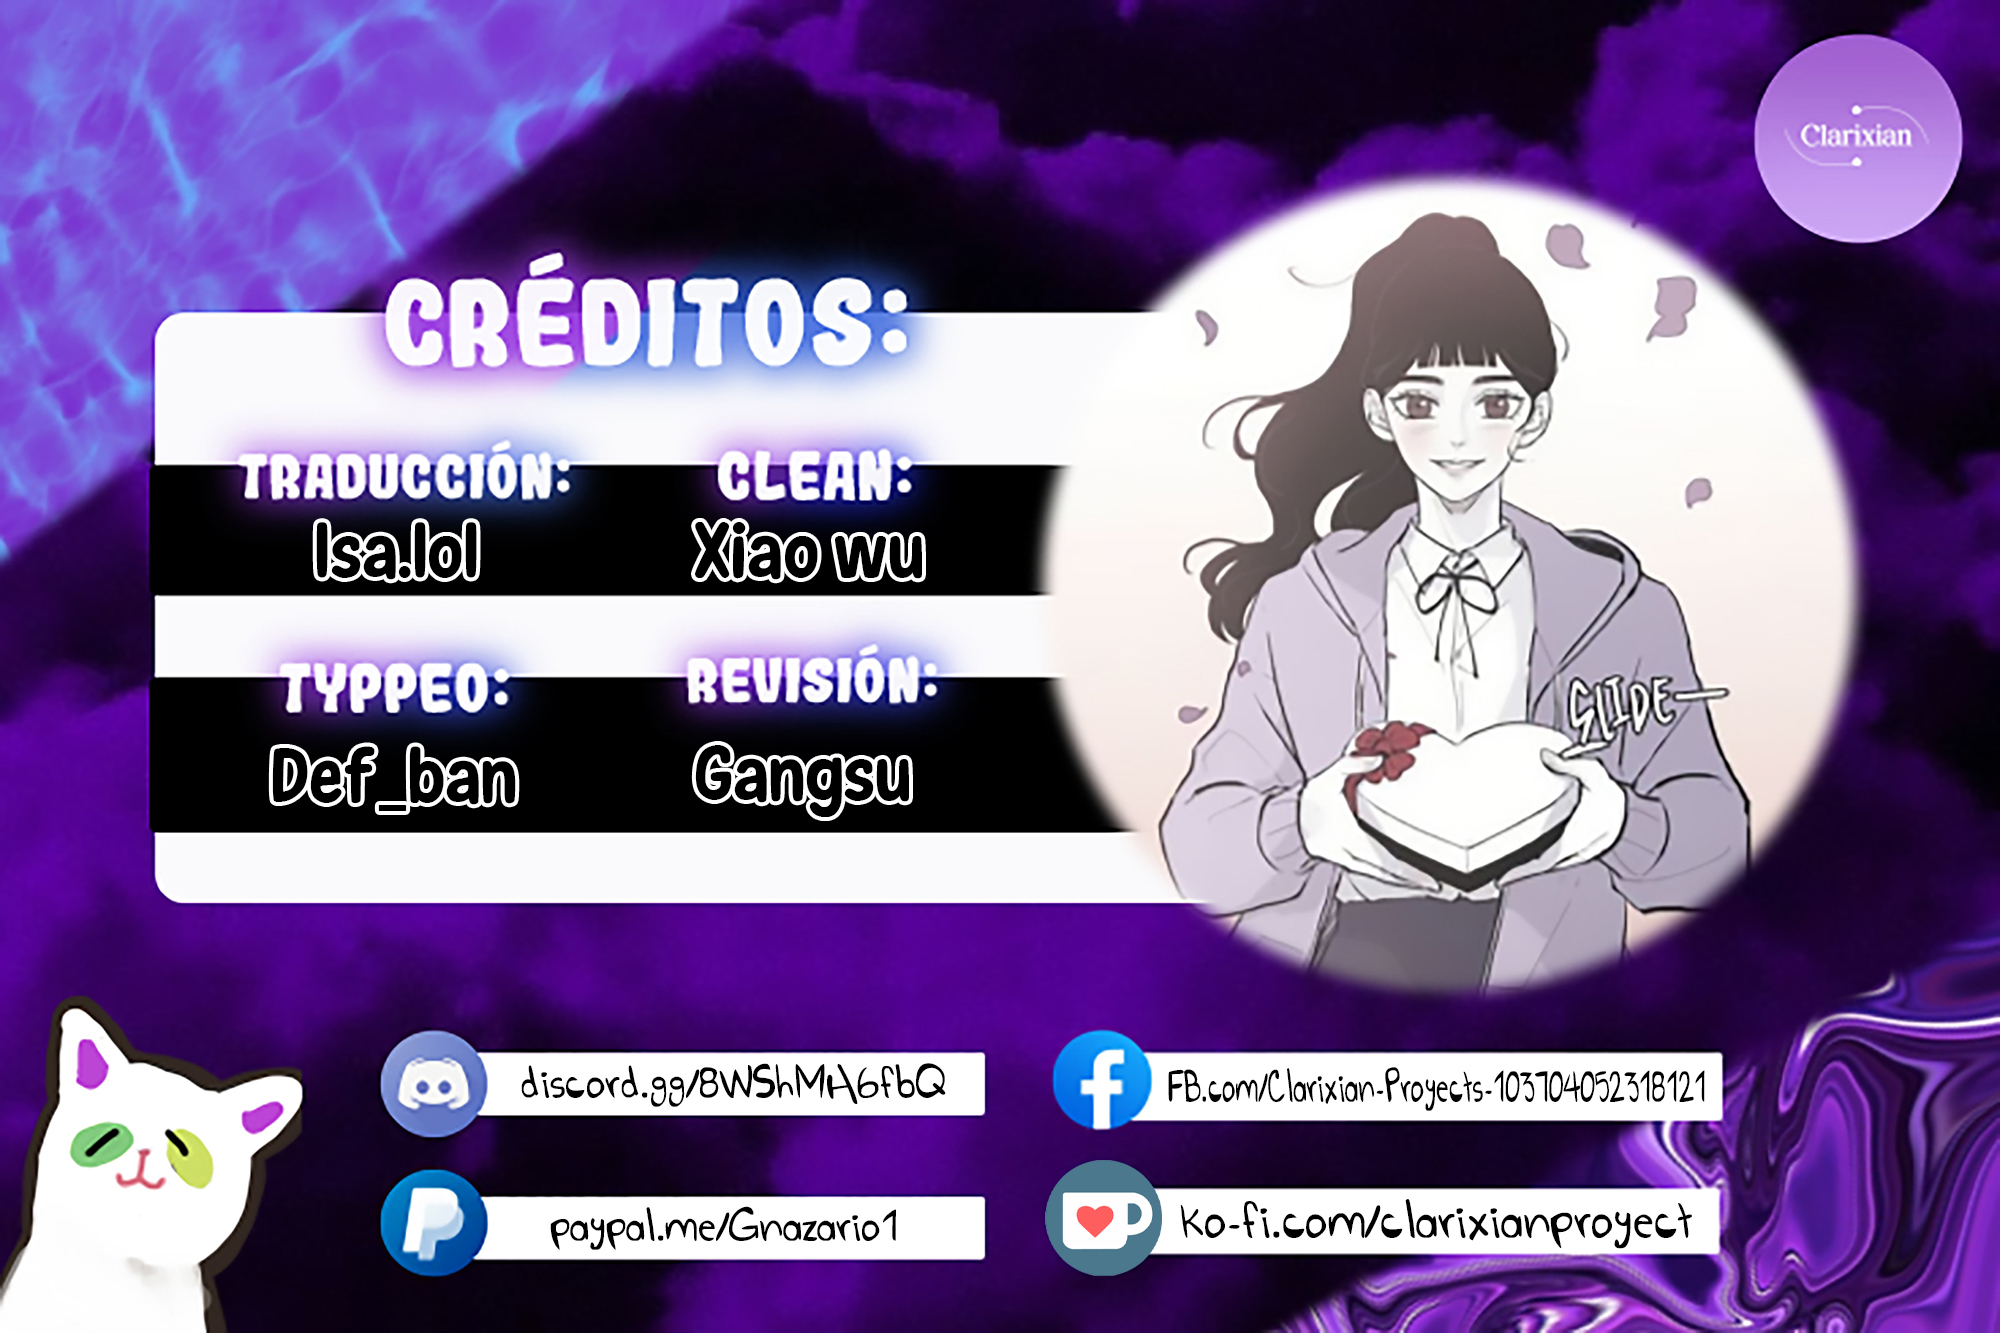 Clarixian
CRÉDITOS:
TRADUCCIÓN:
Isa.lol
CLEAN:
Xiao wu
TYPPEO:
Def_ban
REVISIÓN:
Gangsu
GLIDE—
discord.gg/8WShMH6fbQ
FB.com/Clarixian-Proyects-103704052318121
paypal.me/Gnazario1
ko-fi.com/clarixianproyect